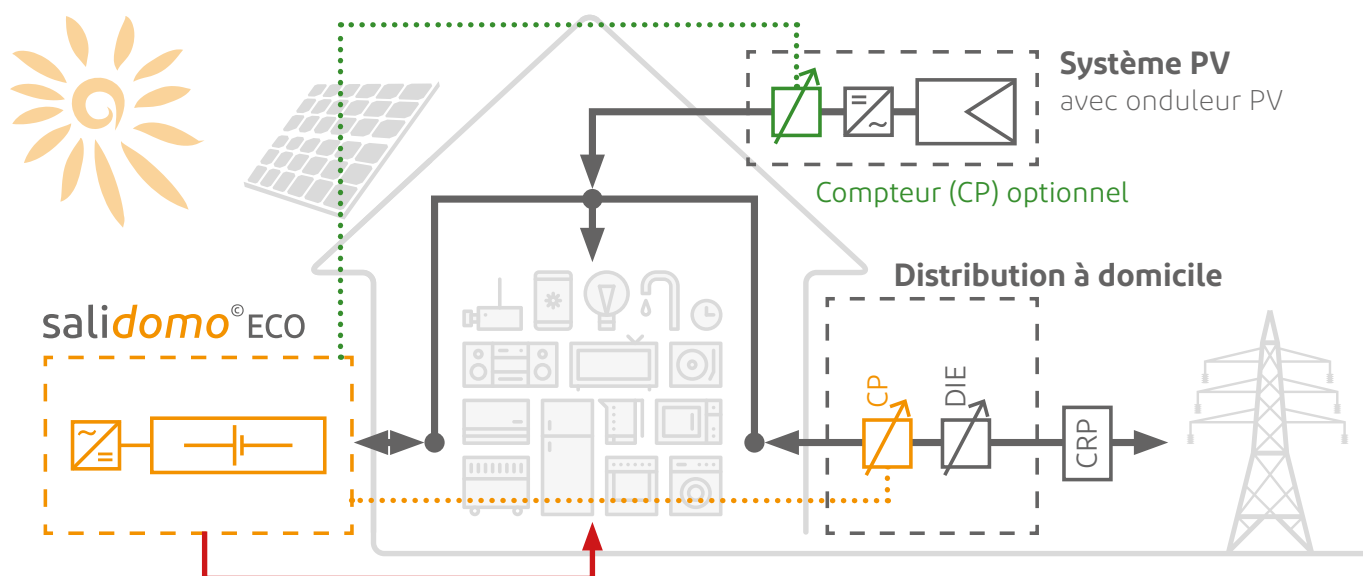 Système PV
avec onduleur PV
Compteur (CP) optionnel
Distribution à domicile
salidomo© ECO
CP
DIE
CRP